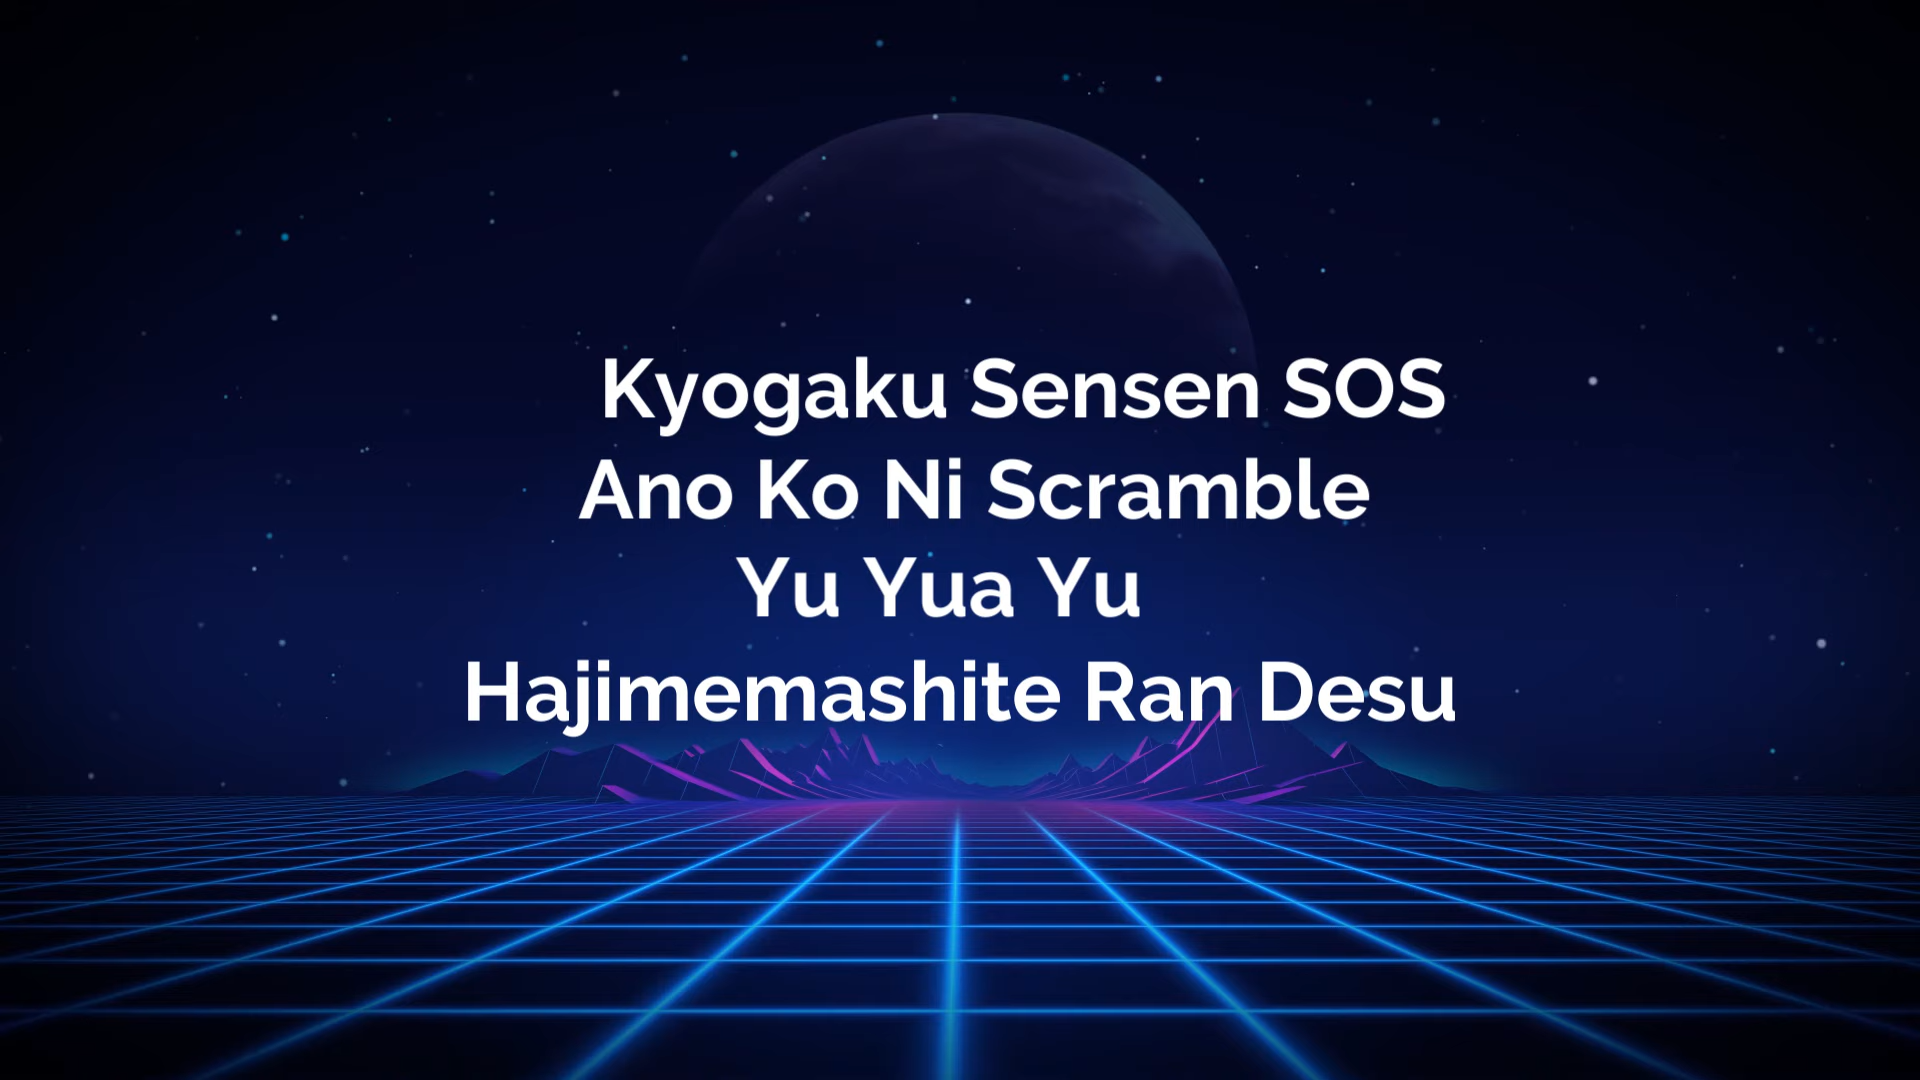 Kyogaku Sensen SOS
Ano Ko Ni Scramble
Yu Yua Yu
Hajimemashite Ran Desu